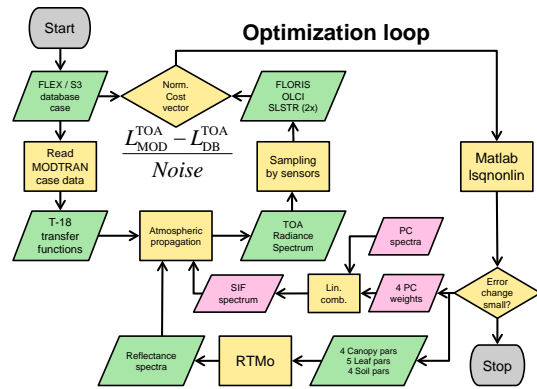 Optimization loop
Start
FLEX / S3
database
case
Norm.
Cost
vector
FLORIS
OLCI
SLSTR (2x)
L_MOD^TOA − L_DB^TOA
Noise
Read
MODTRAN
case data
Sampling
by sensors
Matlab
lsqnonlin
T-18
transfer
functions
Atmospheric
propagation
TOA
Radiance
Spectrum
PC
spectra
SIF
spectrum
Lin.
comb.
4 PC
weights
Error
change
small?
Reflectance
spectra
RTMo
4 Canopy pars
5 Leaf pars
4 Soil pars
Stop